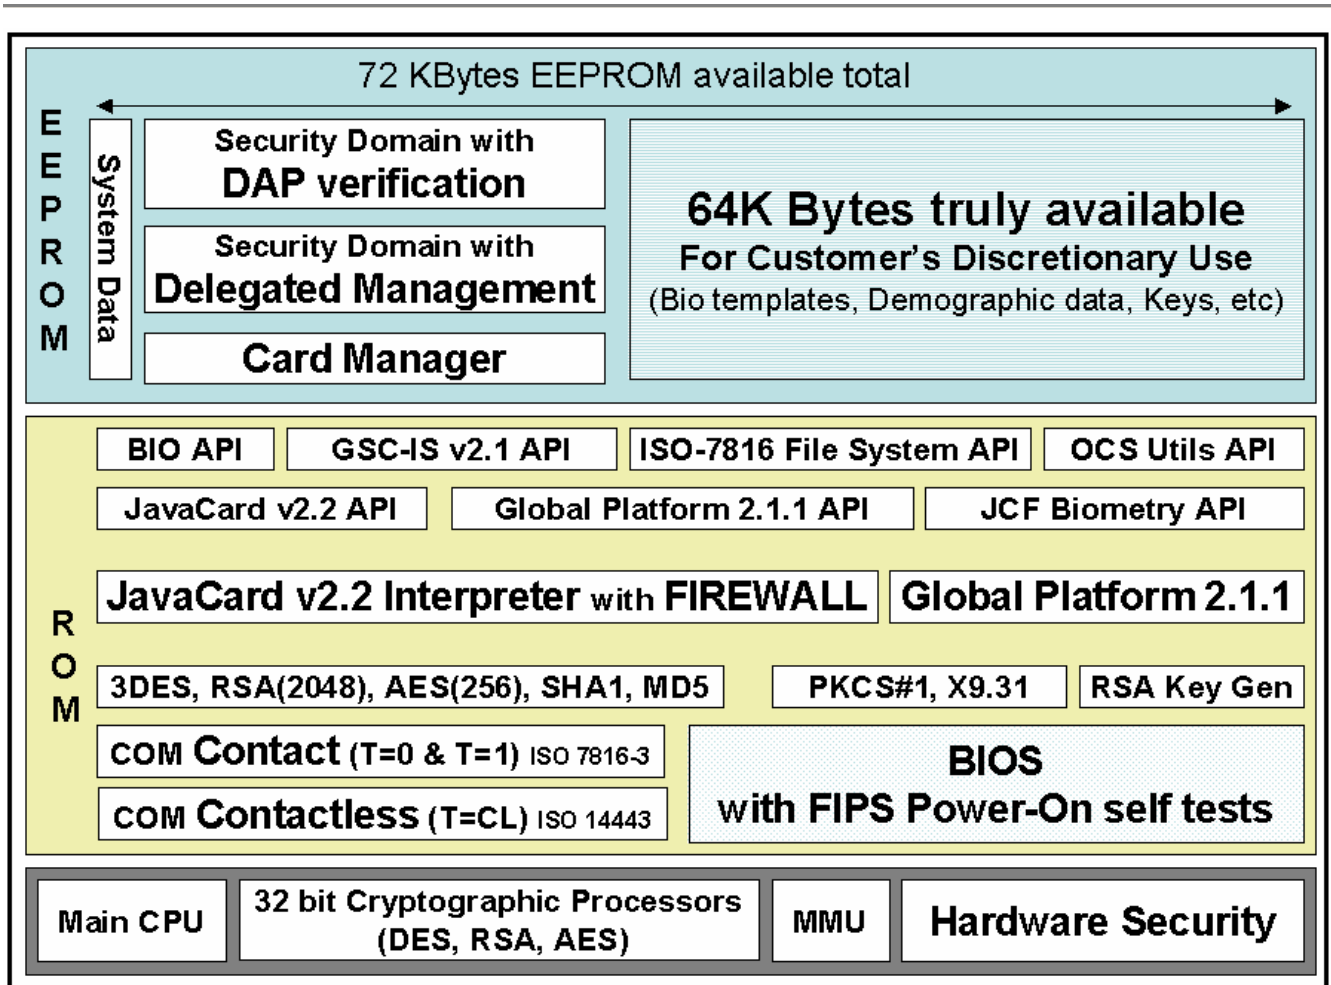 72 KBytes EEPROM available total
EEPROM
System Data
Security Domain with
DAP verification
Security Domain with
Delegated Management
Card Manager
64K Bytes truly available
For Customer's Discretionary Use
(Bio templates, Demographic data, Keys, etc)
ROM
BIO API
GSC-IS v2.1 API
ISO-7816 File System API
OCS Utils API
JavaCard v2.2 API
Global Platform 2.1.1 API
JCF Biometry API
JavaCard v2.2 Interpreter with FIREWALL
Global Platform 2.1.1
3DES, RSA(2048), AES(256), SHA1, MD5
PKCS#1, X9.31
RSA Key Gen
COM Contact (T=0 & T=1) ISO 7816-3
COM Contactless (T=CL) ISO 14443
BIOS
with FIPS Power-On self tests
Main CPU
32 bit Cryptographic Processors
(DES, RSA, AES)
MMU
Hardware Security